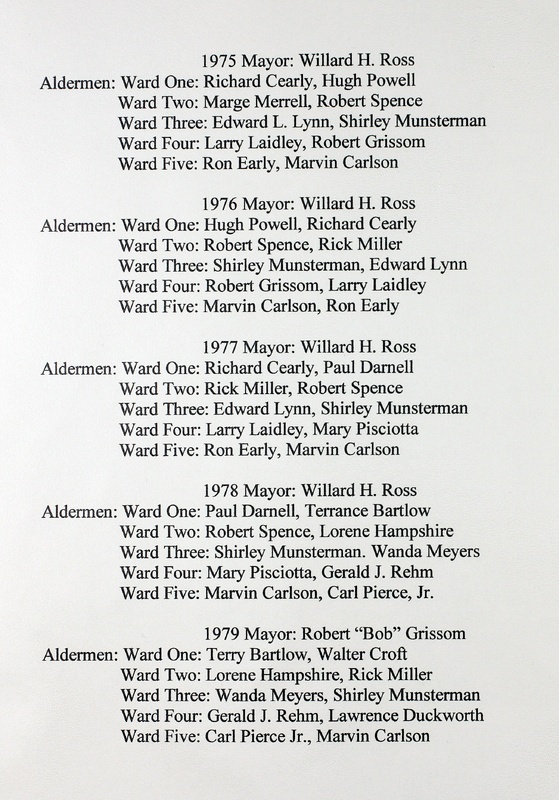 1975 Mayor: Willard H. Ross
Aldermen: Ward One: Richard Cearly, Hugh Powell
Ward Two: Marge Merrell, Robert Spence
Ward Three: Edward L. Lynn, Shirley Munsterman
Ward Four: Larry Laidley, Robert Grissom
Ward Five: Ron Early, Marvin Carlson
1976 Mayor: Willard H. Ross
Aldermen: Ward One: Hugh Powell, Richard Cearly
Ward Two: Robert Spence, Rick Miller
Ward Three: Shirley Munsterman, Edward Lynn
Ward Four: Robert Grissom, Larry Laidley
Ward Five: Marvin Carlson, Ron Early
1977 Mayor: Willard H. Ross
Aldermen: Ward One: Richard Cearly, Paul Darnell
Ward Two: Rick Miller, Robert Spence
Ward Three: Edward Lynn, Shirley Munsterman
Ward Four: Larry Laidley, Mary Pisciotta
Ward Five: Ron Early, Marvin Carlson
1978 Mayor: Willard H. Ross
Aldermen: Ward One: Paul Darnell, Terrance Bartlow
Ward Two: Robert Spence, Lorene Hampshire
Ward Three: Shirley Munsterman. Wanda Meyers
Ward Four: Mary Pisciotta, Gerald J. Rehm
Ward Five: Marvin Carlson, Carl Pierce, Jr.
1979 Mayor: Robert “Bob” Grissom
Aldermen: Ward One: Terry Bartlow, Walter Croft
Ward Two: Lorene Hampshire, Rick Miller
Ward Three: Wanda Meyers, Shirley Munsterman
Ward Four: Gerald J. Rehm, Lawrence Duckworth
Ward Five: Carl Pierce Jr., Marvin Carlson